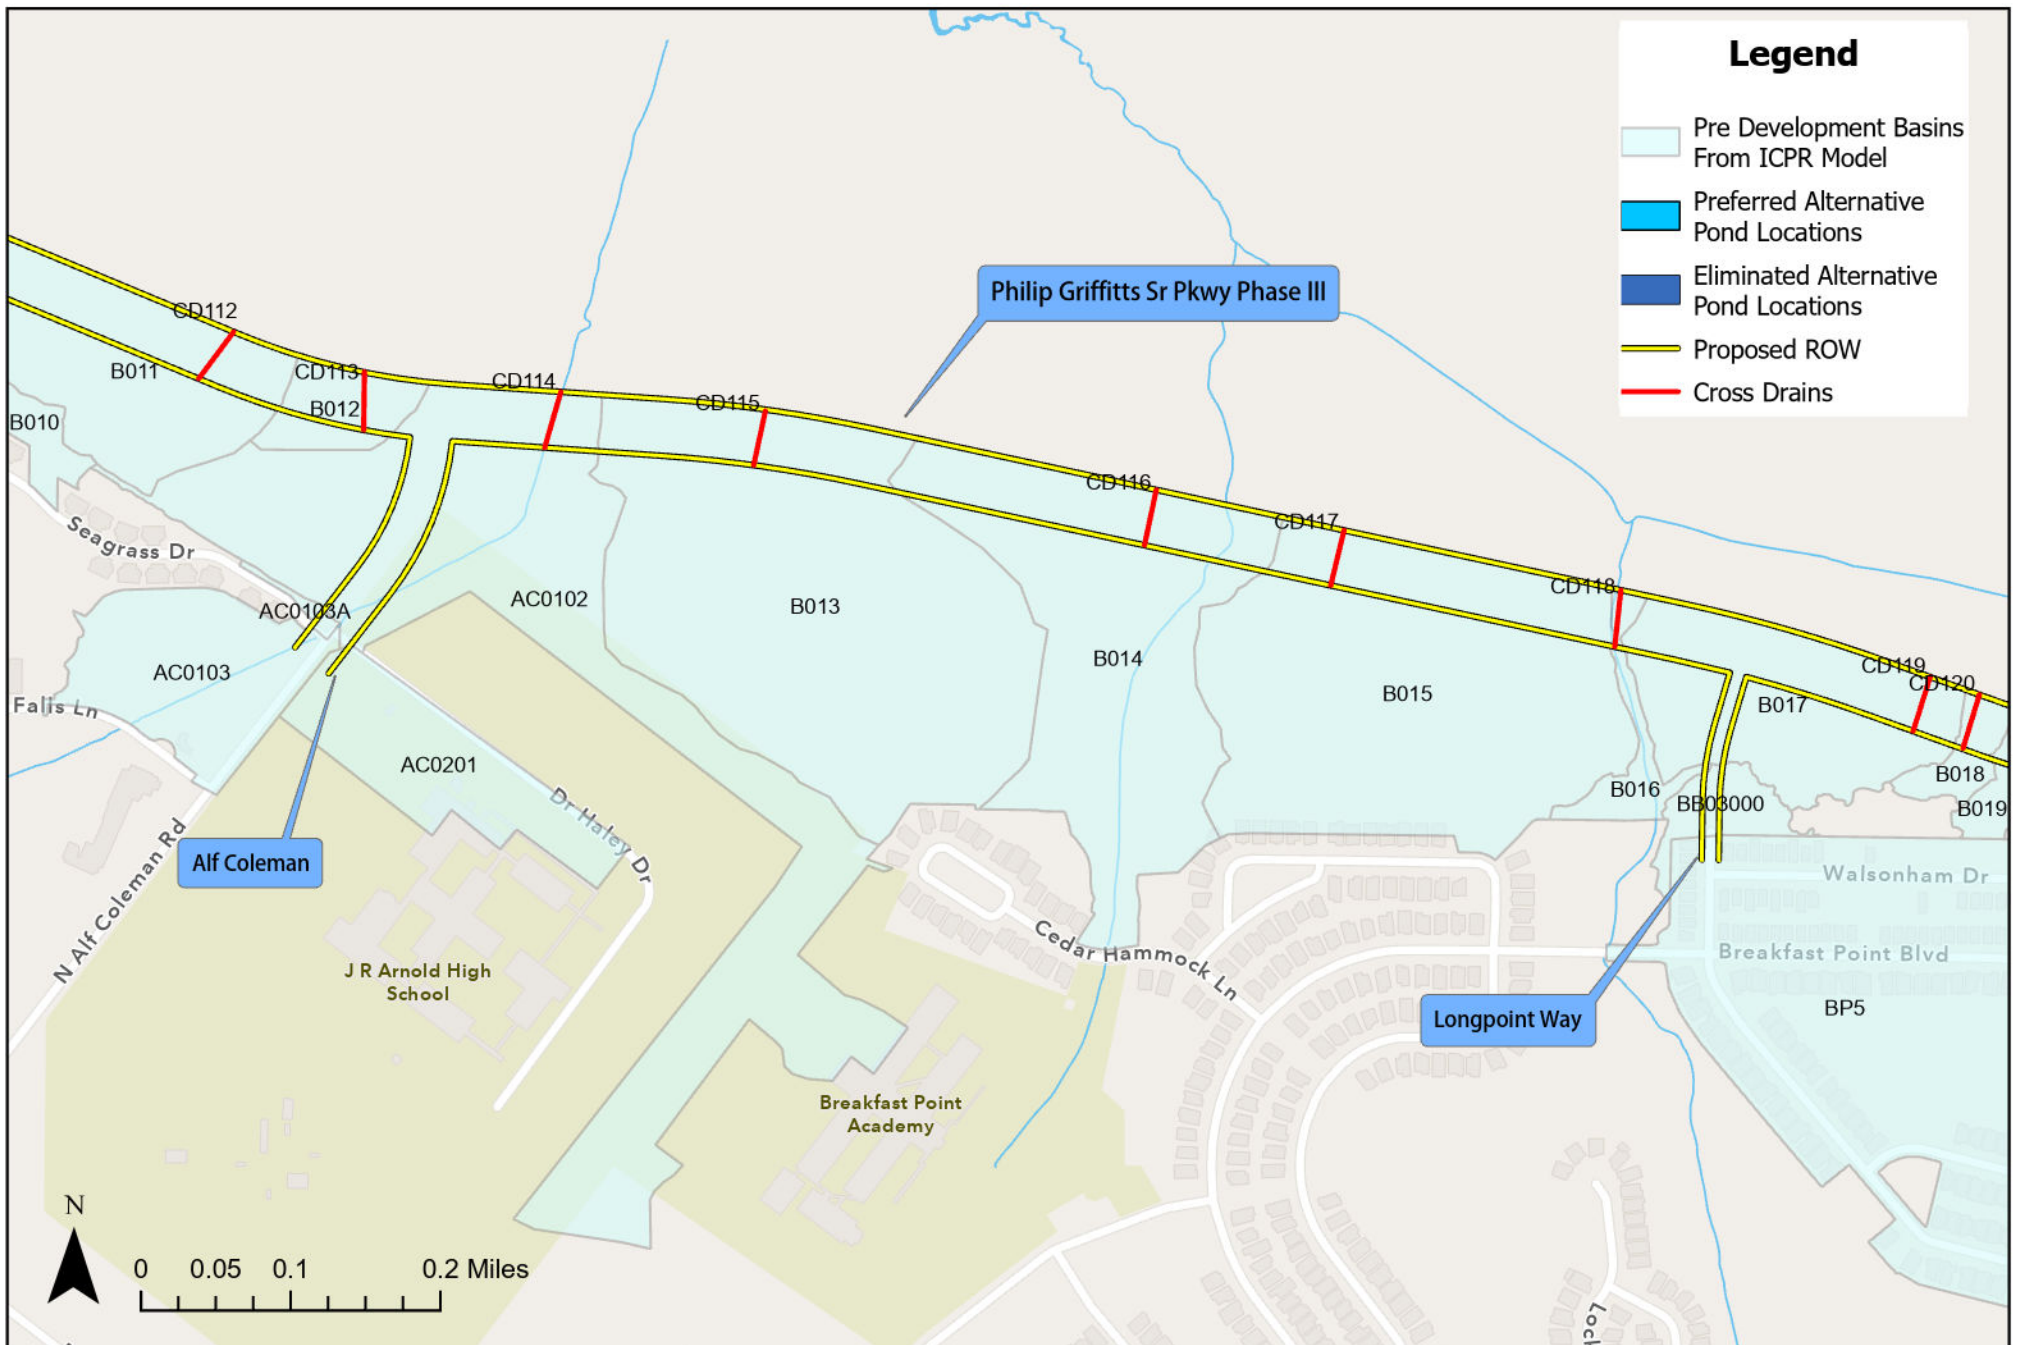 Legend
Pre Development Basins
From ICPR Model
Preferred Alternative
Pond Locations
Eliminated Alternative
Pond Locations
Proposed ROW
Cross Drains
Philip Griffitts Sr Pkwy Phase III
CD112
CD113
CD114
CD115
CD116
CD117
CD118
CD119
CD120
B011
B012
B010
Seagrass Dr
AC0103A
AC0102
B013
B014
B015
AC0103
Falis Ln
AC0201
Dr Haley Dr
Alf Coleman
N Alf Coleman Rd
J R Arnold High
School
Breakfast Point
Academy
Cedar Hammock Ln
B016
BB03000
B017
B018
B019
Walsonham Dr
Breakfast Point Blvd
BP5
Longpoint Way
Loch
N
0 0.05 0.1 0.2 Miles